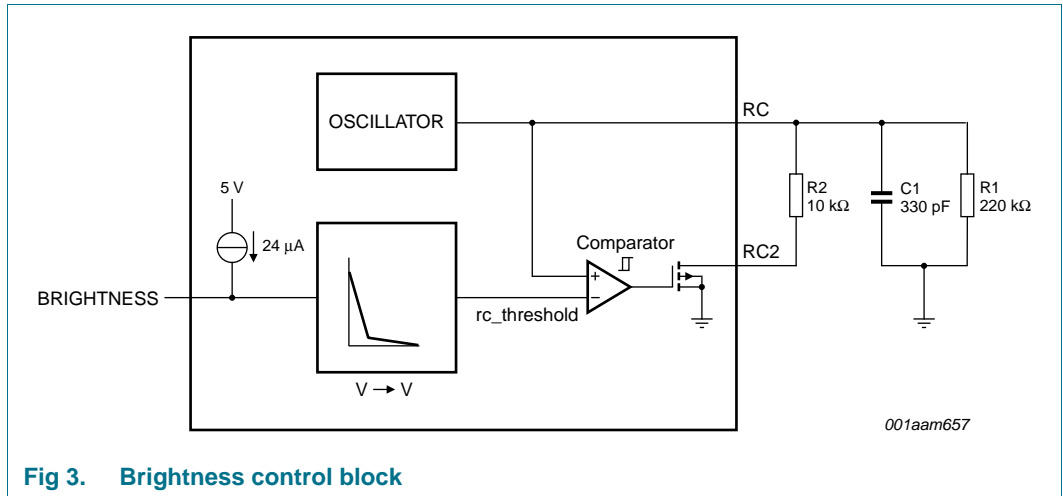 OSCILLATOR
RC
5 V
24 μA
R2
10 kΩ
C1
330 pF
R1
220 kΩ
Comparator
RC2
BRIGHTNESS
+
−
rc_threshold
V → V
001aam657
Fig 3. Brightness control block